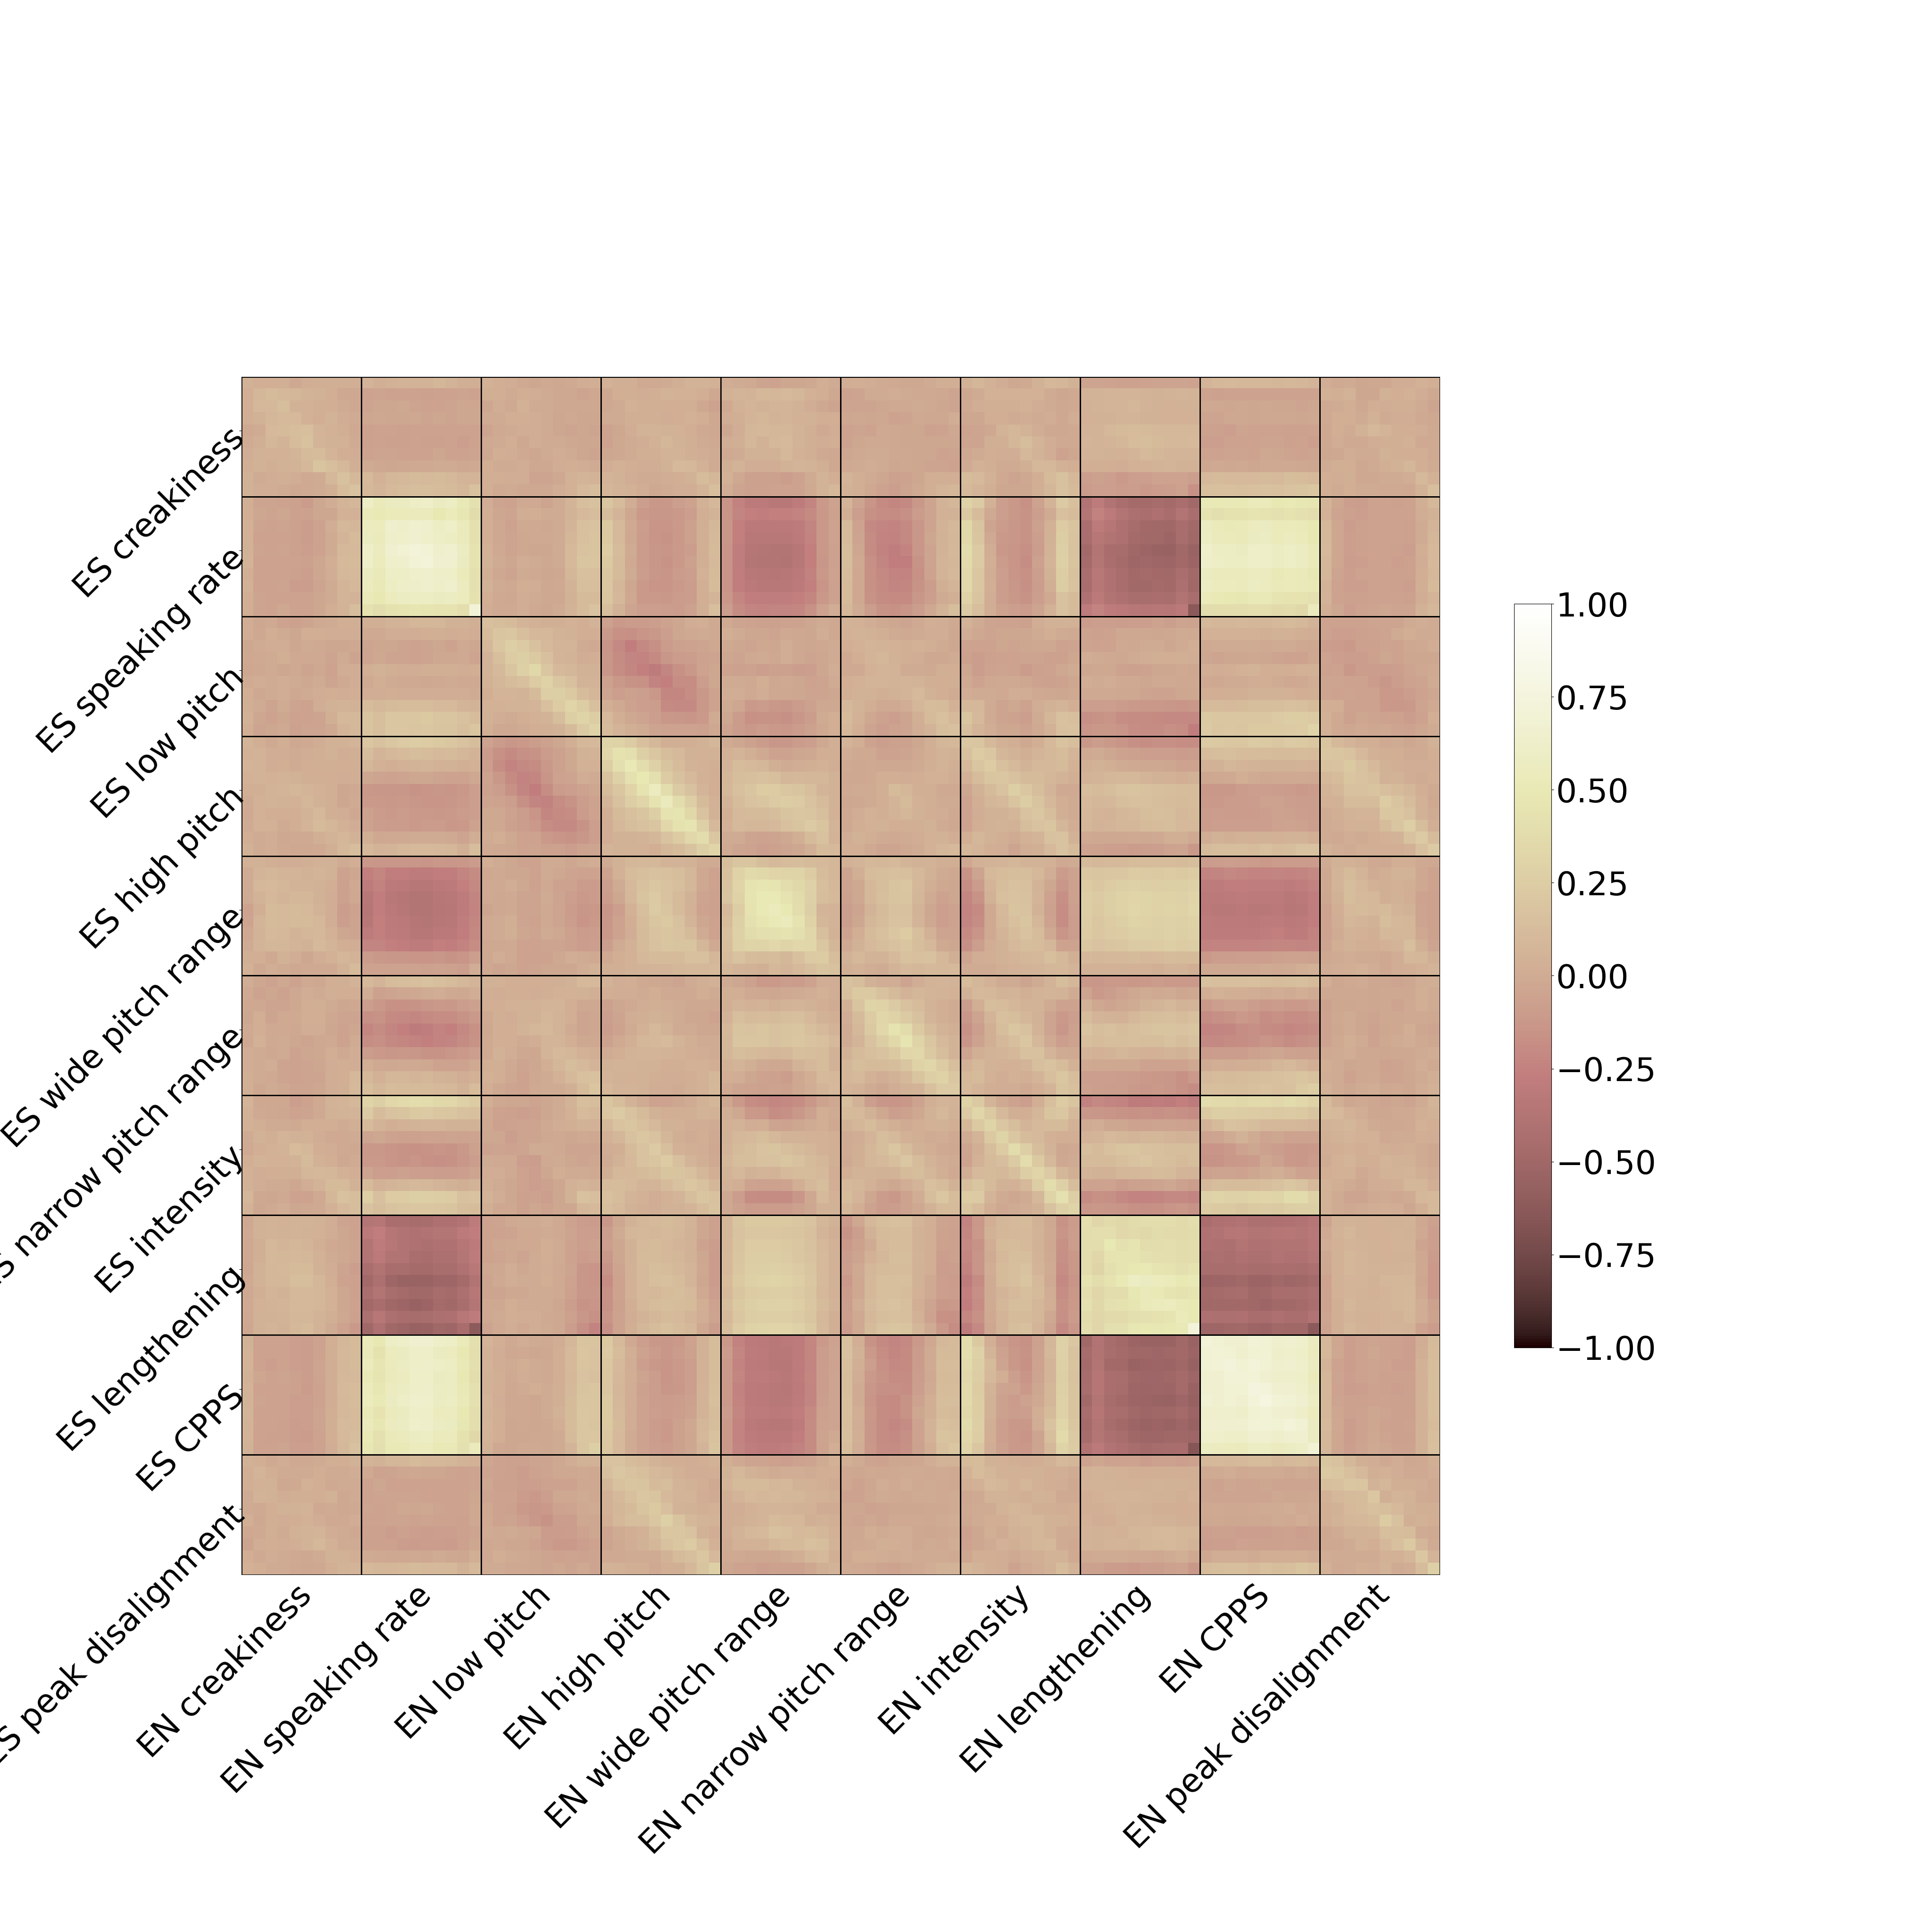 ES creakiness
ES speaking rate
ES low pitch
ES high pitch
ES wide pitch range
ES narrow pitch range
ES intensity
ES lengthening
ES CPPS
ES peak disalignment
EN creakiness
EN speaking rate
EN low pitch
EN high pitch
EN wide pitch range
EN narrow pitch range
EN intensity
EN lengthening
EN CPPS
EN peak disalignment
1.00
0.75
0.50
0.25
0.00
−0.25
−0.50
−0.75
−1.00